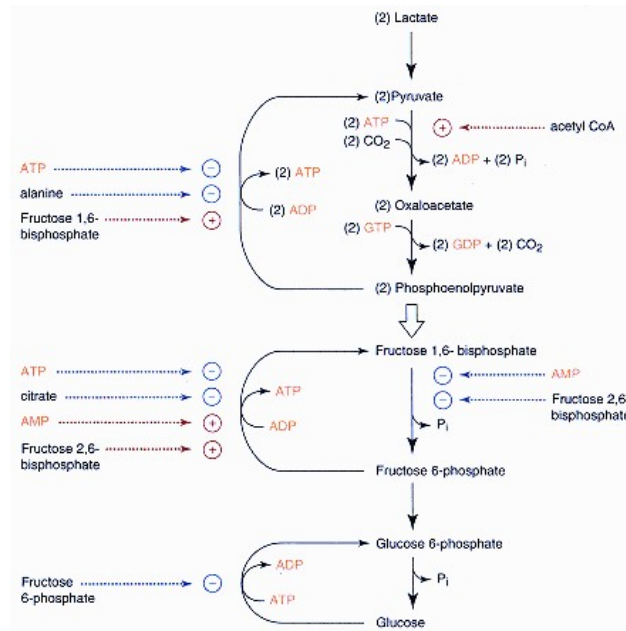 (2) Lactate
(2)Pyruvate
(2) ATP
(2) CO₂
+
acetyl CoA
(2) ADP + (2) Pi
ATP
−
alanine
−
Fructose 1,6-
bisphosphate
+
(2) ATP
(2) ADP
(2) Oxaloacetate
(2) GTP
(2) GDP + (2) CO₂
(2) Phosphoenolpyruvate
Fructose 1,6- bisphosphate
ATP
−
citrate
−
AMP
+
Fructose 2,6-
bisphosphate
+
ATP
ADP
−
AMP
−
Fructose 2,6
bisphosphat
Pi
Fructose 6-phosphate
Glucose 6-phosphate
Fructose
6-phosphate
−
ADP
ATP
Pi
Glucose